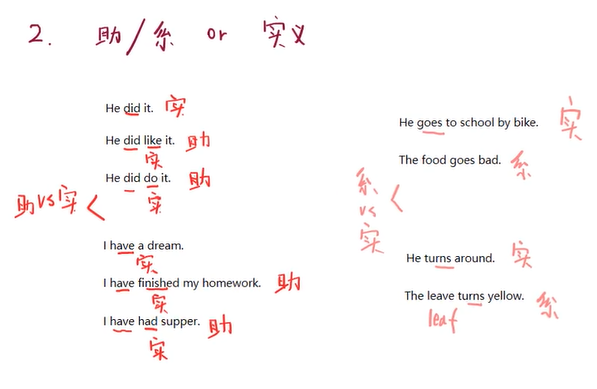 2. 助/系 or 实义
He did it. 实
He did like it. 助
实
He did do it. 助
实
助VS实
I have a dream.
实
I have finished my homework. 助
实
I have had supper. 助
实
He goes to school by bike. 实
The food goes bad. 系
系
vs
实
He turns around. 实
The leave turns yellow. 系
leaf